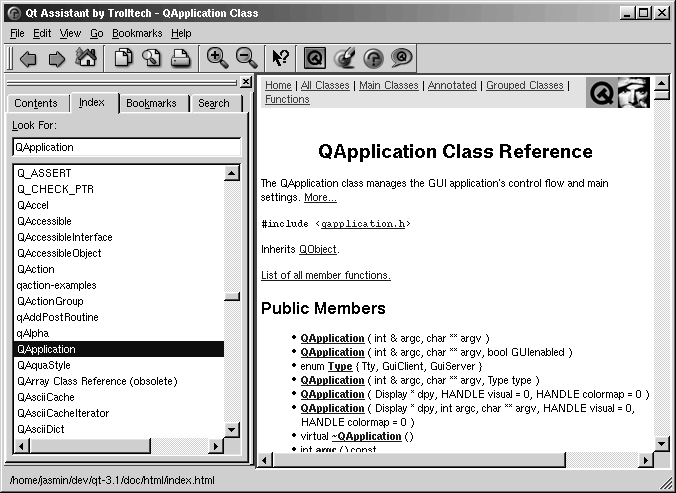 Qt Assistant by Trolltech - QApplication Class
File Edit View Go Bookmarks Help
Contents Index Bookmarks Search
Look For:
QApplication
Q_ASSERT
Q_CHECK_PTR
QAccel
QAccessible
QAccessibleInterface
QAccessibleObject
QAction
qaction-examples
QActionGroup
qAddPostRoutine
qAlpha
QApplication
QAquaStyle
QArray Class Reference (obsolete)
QAsciiCache
QAsciiCacheIterator
QAsciiDict
Home | All Classes | Main Classes | Annotated | Grouped Classes |
Functions
QApplication Class Reference
The QApplication class manages the GUI application's control flow and main
settings. More...
#include <qapplication.h>
Inherits QObject.
List of all member functions.
Public Members
• QApplication ( int & argc, char ** argv )
• QApplication ( int & argc, char ** argv, bool GUIenabled )
• enum Type { Tty, GuiClient, GuiServer }
• QApplication ( int & argc, char ** argv, Type type )
• QApplication ( Display * dpy, HANDLE visual = 0, HANDLE colormap = 0 )
• QApplication ( Display * dpy, int argc, char ** argv, HANDLE visual = 0,
HANDLE colormap = 0 )
• virtual ~QApplication ()
• int argc () const
/home/jasmin/dev/qt-3.1/doc/html/index.html